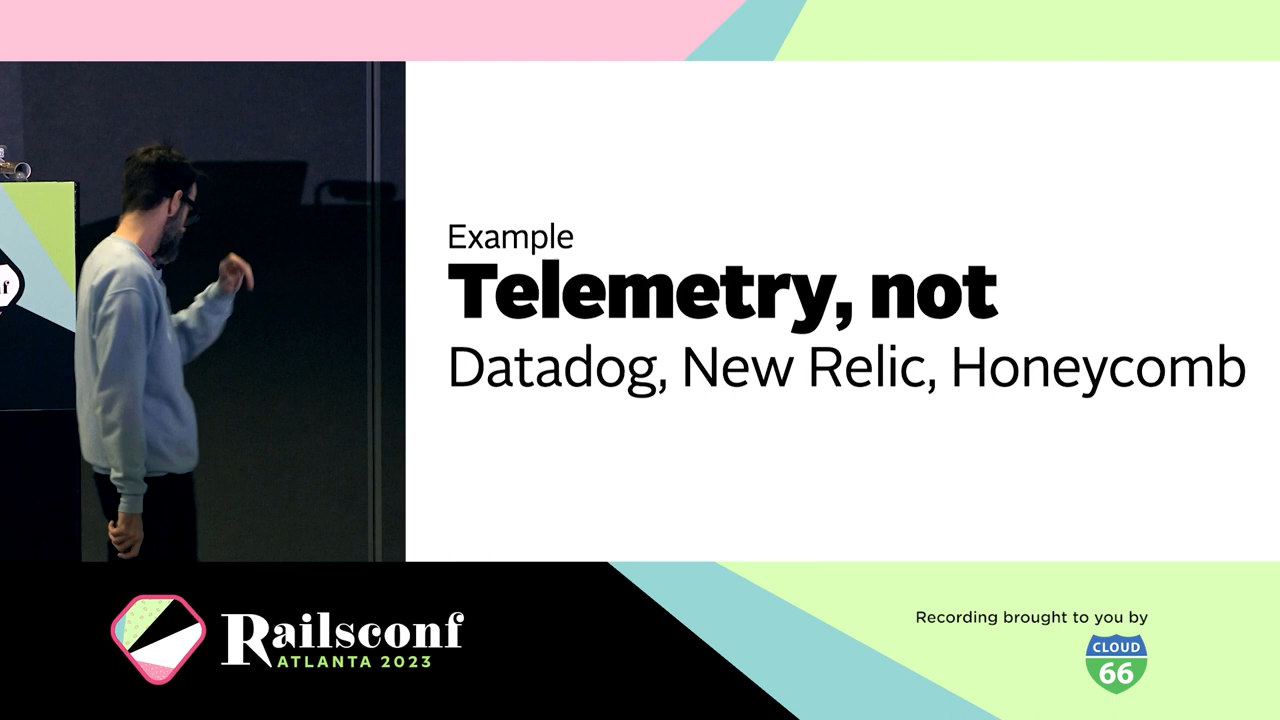 Example
Telemetry, not
Datadog, New Relic, Honeycomb
Railsconf
ATLANTA 2023
Recording brought to you by
CLOUD
66